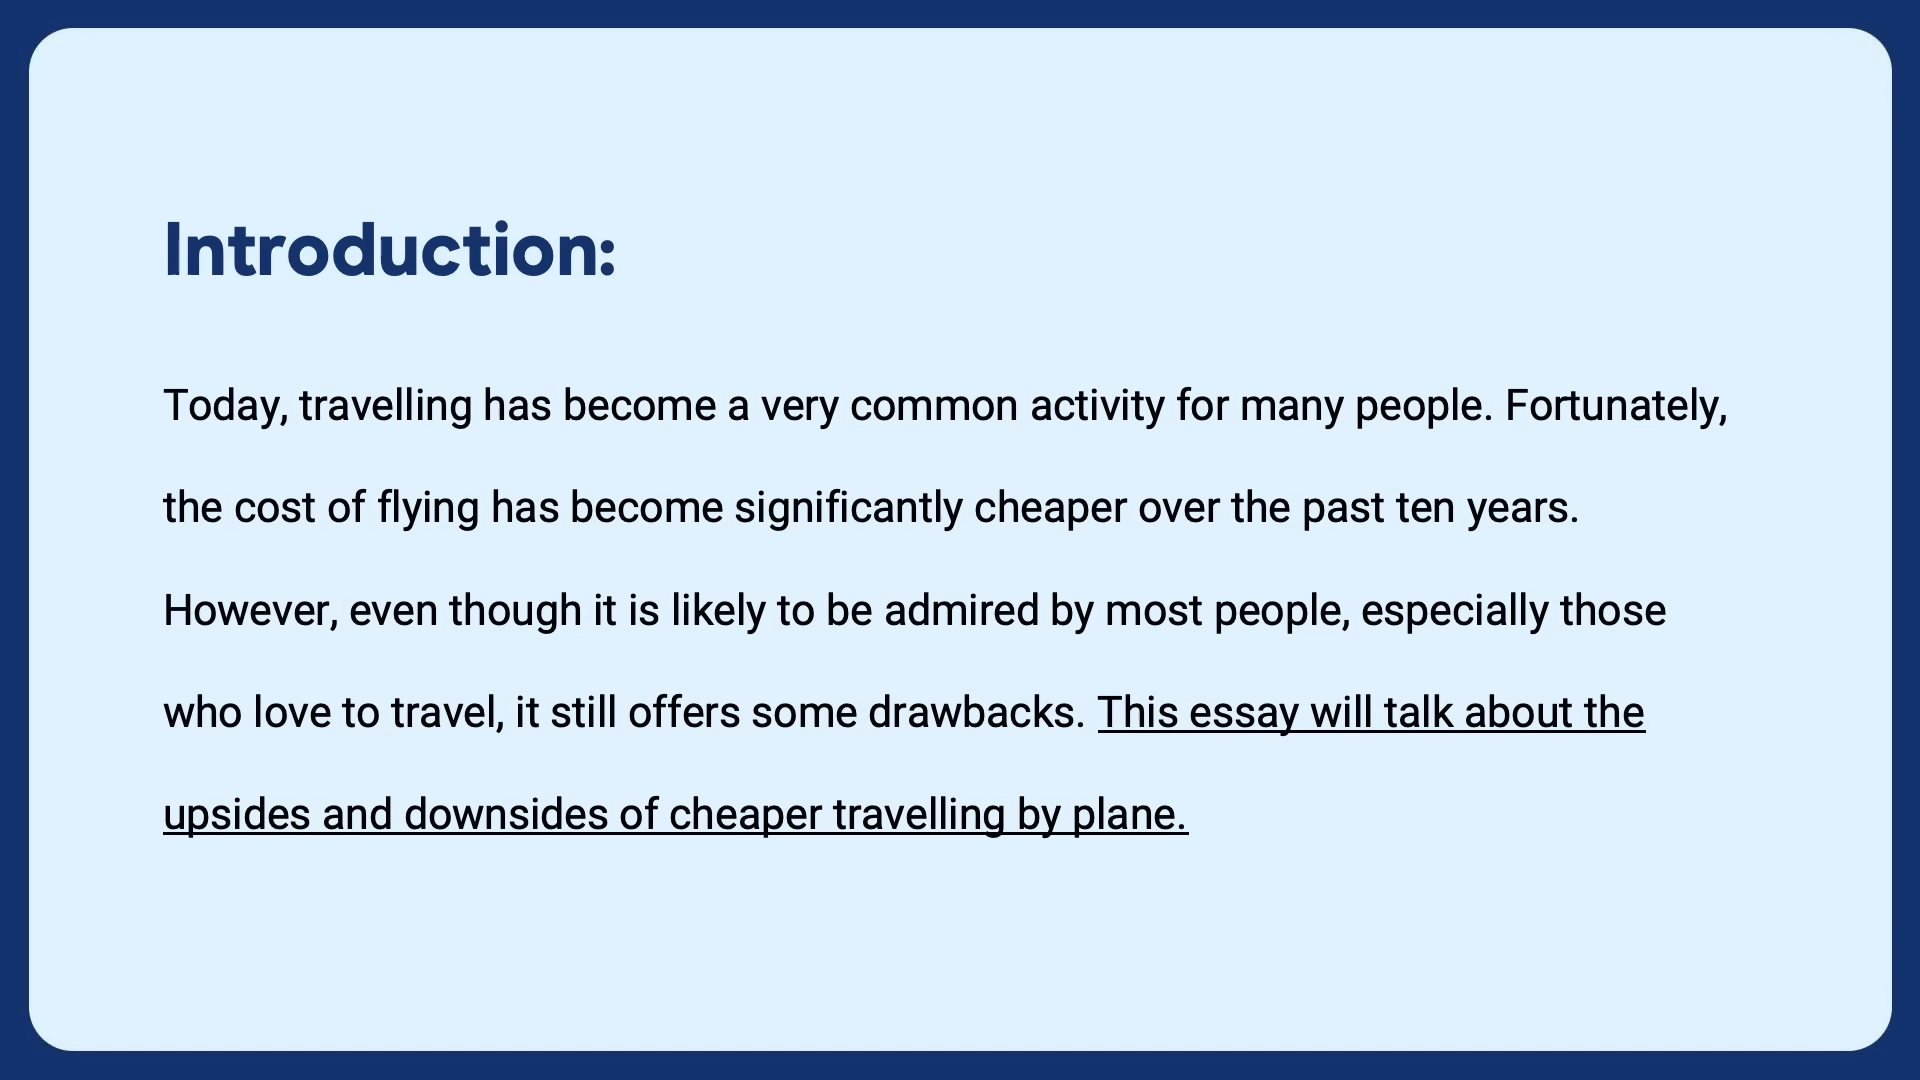 Introduction:
Today, travelling has become a very common activity for many people. Fortunately,
the cost of flying has become significantly cheaper over the past ten years.
However, even though it is likely to be admired by most people, especially those
who love to travel, it still offers some drawbacks. This essay will talk about the
upsides and downsides of cheaper travelling by plane.